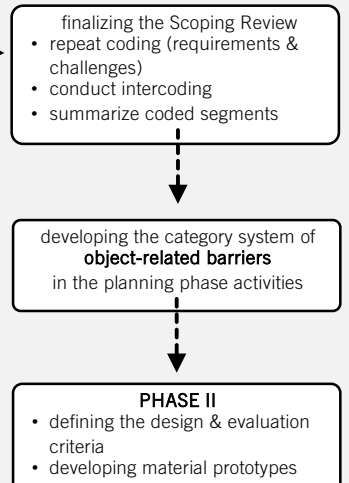 finalizing the Scoping Review
• repeat coding (requirements &
challenges)
• conduct intercoding
• summarize coded segments
developing the category system of
object-related barriers
in the planning phase activities
PHASE II
• defining the design & evaluation
criteria
• developing material prototypes